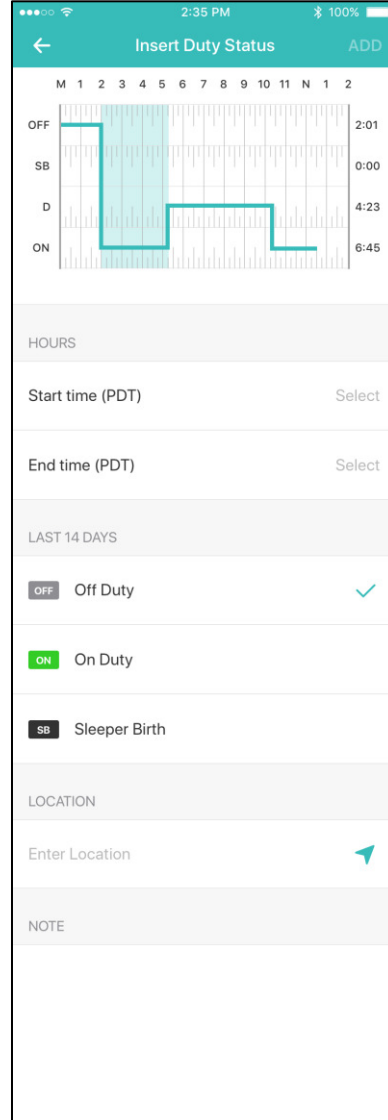 2:35 PM 100%
Insert Duty Status ADD
M 1 2 3 4 5 6 7 8 9 10 11 N 1 2
OFF 2:01
SB 0:00
D 4:23
ON 6:45
HOURS
Start time (PDT) Select
End time (PDT) Select
LAST 14 DAYS
OFF Off Duty
ON On Duty
SB Sleeper Birth
LOCATION
Enter Location
NOTE